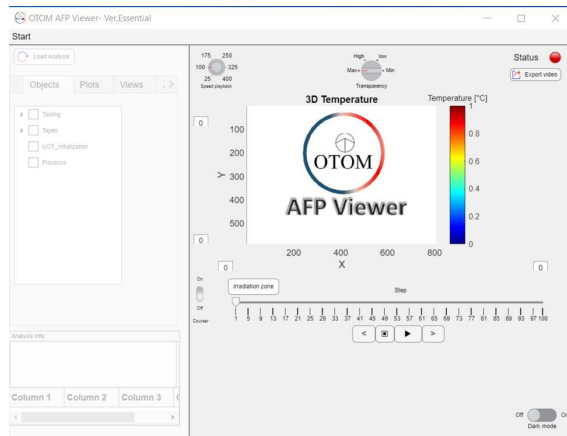 OTOM AFP Viewer- Ver.Essential
Start
Load Analysis
Objects Plots Views
Tooling
Tapes
UOT_initialization
Process
Analysis info
Column 1 Column 2 Column 3
175 250
100 325
25 400
Speed playback
High low
Max Min
Transparency
Status
Export video
3D Temperature
Temperature [°C]
OTOM
AFP Viewer
0
100
200
Y 300
400
500
0
1
0.8
0.6
0.4
0.2
0
200 400 600 800
X
0 0
On
Off
Counter
Irradiation zone
Step
1 5 9 13 17 21 25 29 33 37 41 45 49 53 57 61 65 69 73 77 81 85 89 93 97 100
< >
Off On
Dark mode